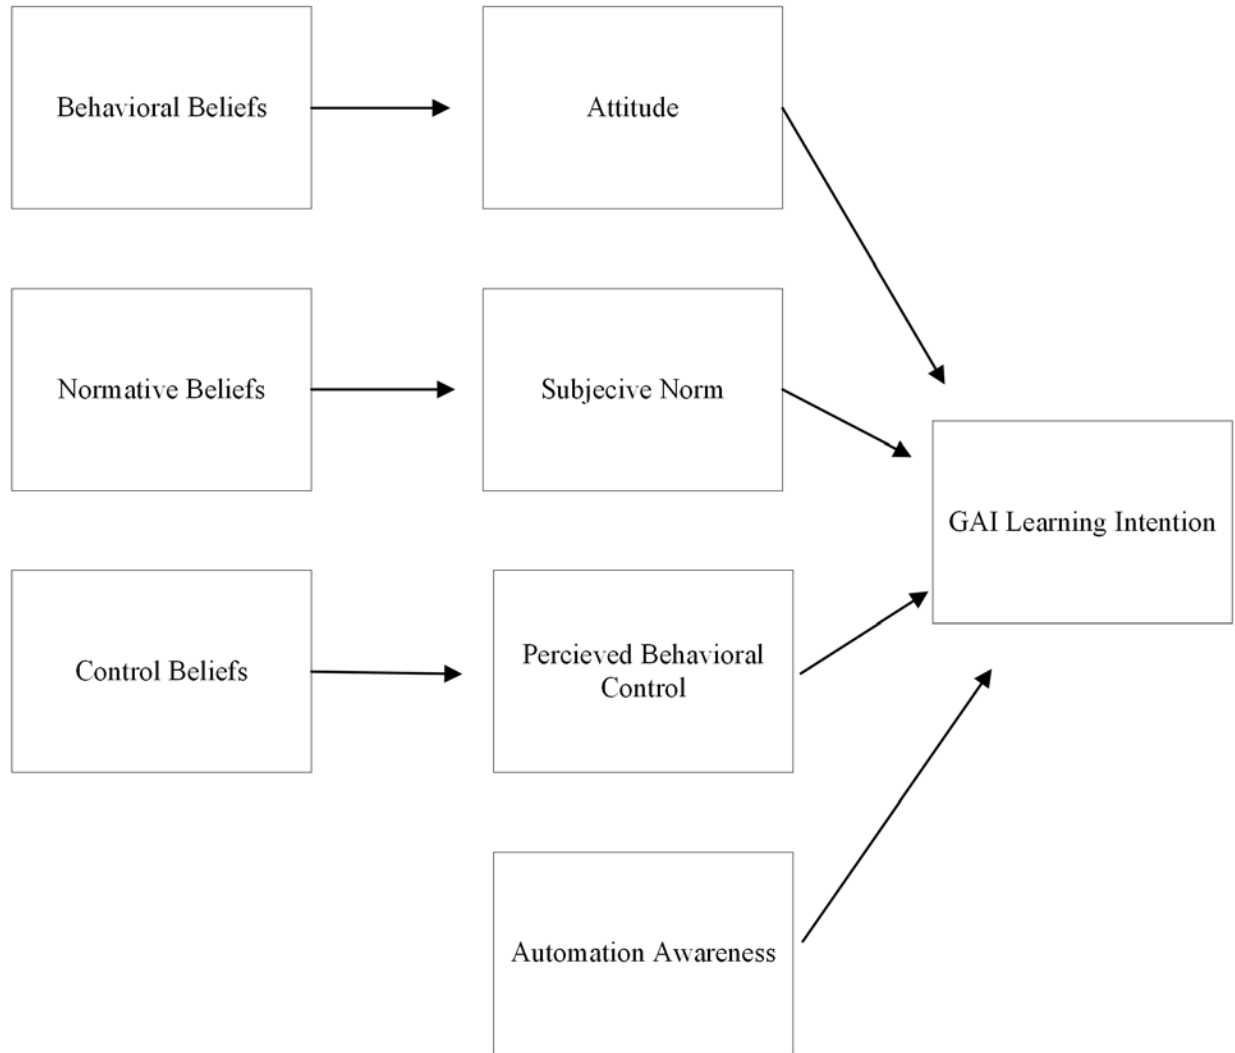 Behavioral Beliefs
Attitude
Normative Beliefs
Subjecive Norm
GAI Learning Intention
Control Beliefs
Percieved Behavioral
Control
Automation Awareness